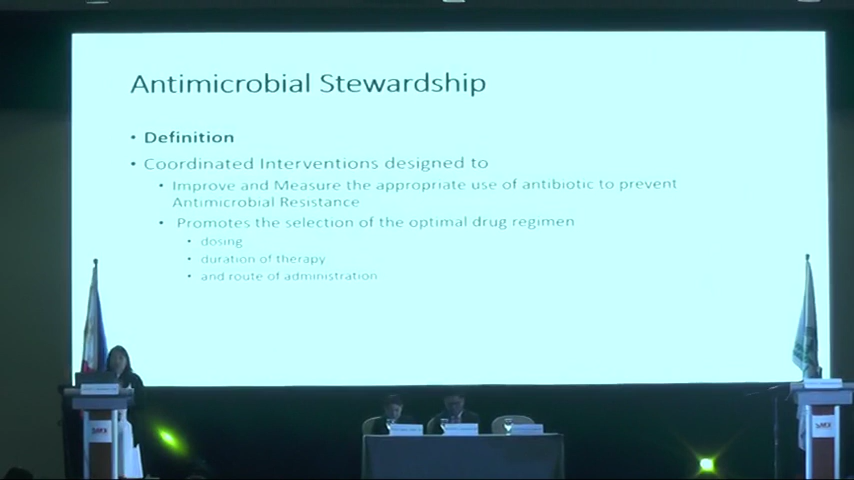 Antimicrobial Stewardship
• Definition
• Coordinated Interventions designed to
• Improve and Measure the appropriate use of antibiotic to prevent
Antimicrobial Resistance
• Promotes the selection of the optimal drug regimen
• dosing
• duration of therapy
• and route of administration
SMX